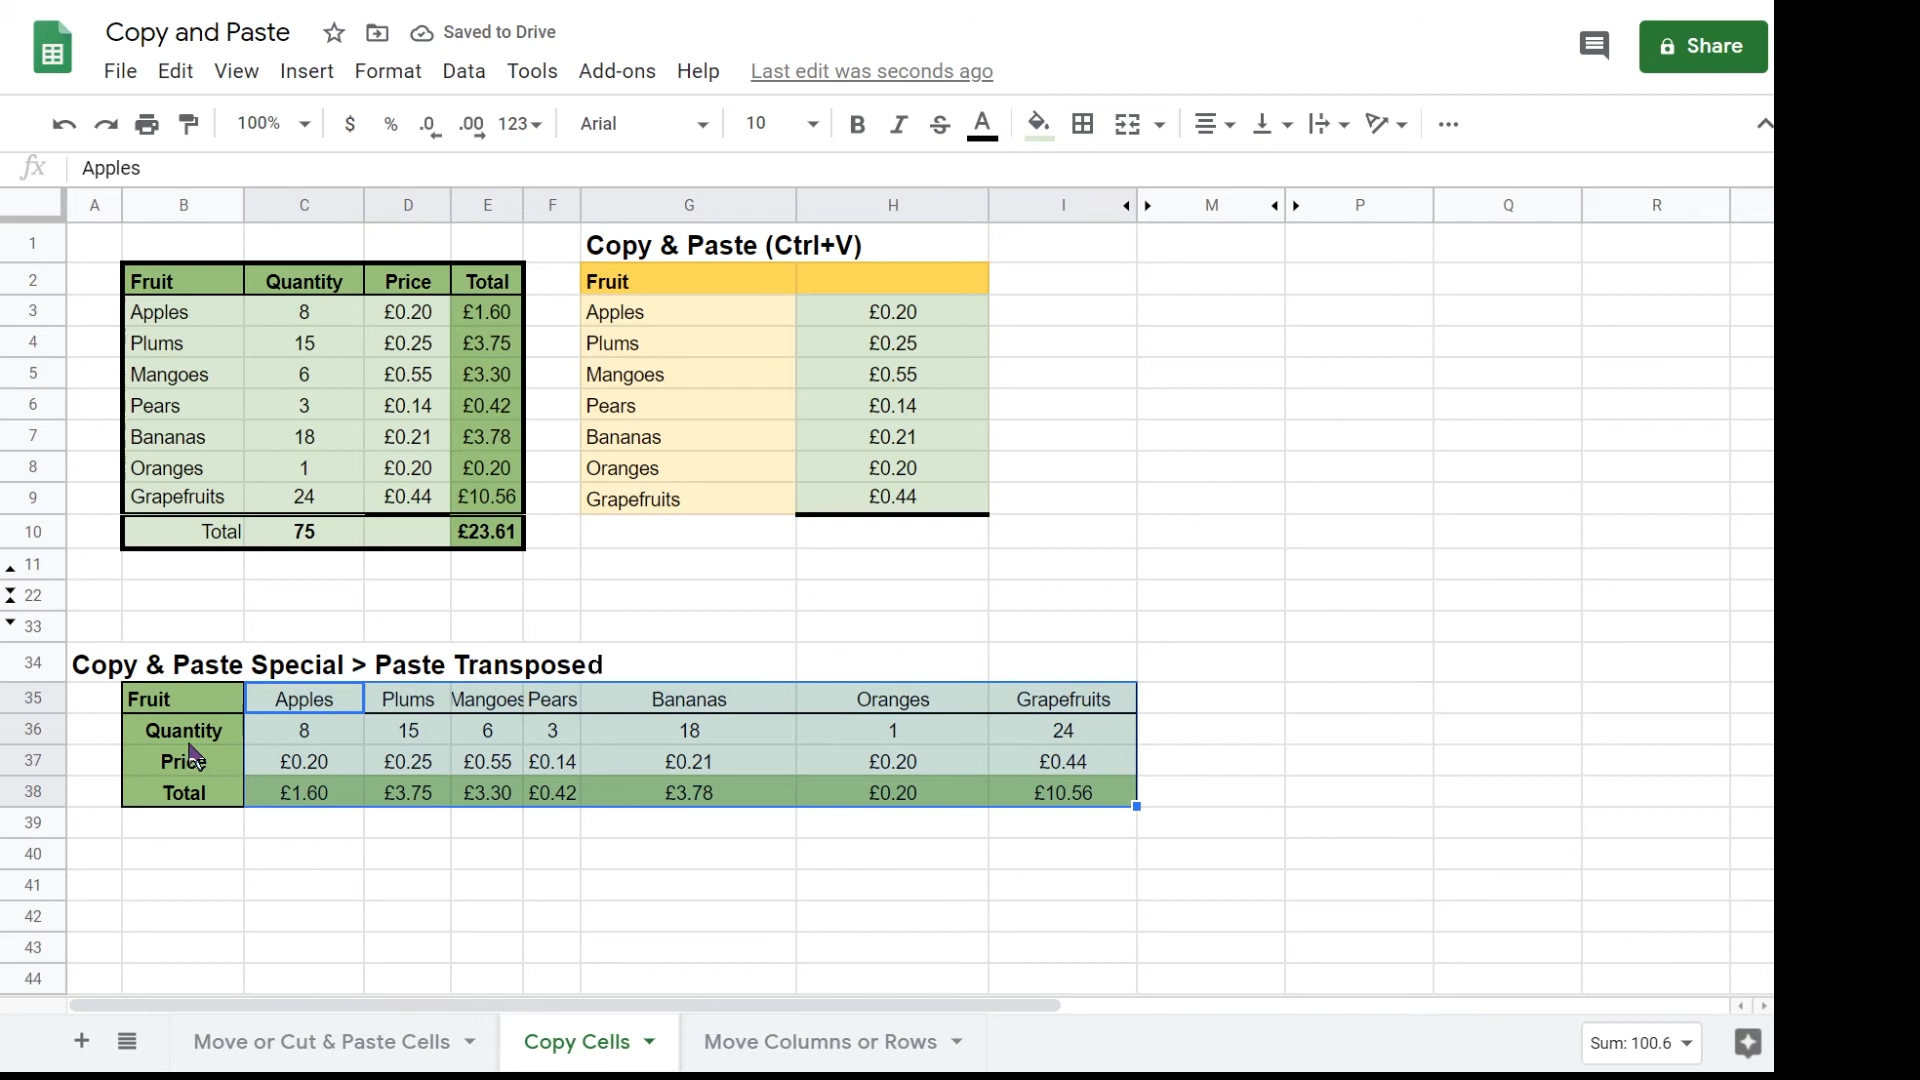 Copy and Paste Saved to Drive
File Edit View Insert Format Data Tools Add-ons Help Last edit was seconds ago
Share
100% $ % .0 .00 123 Arial 10 B I S A
fx Apples
A B C D E F G H I M P Q R
1 Copy & Paste (Ctrl+V)
2 Fruit Quantity Price Total Fruit
3 Apples 8 £0.20 £1.60 Apples £0.20
4 Plums 15 £0.25 £3.75 Plums £0.25
5 Mangoes 6 £0.55 £3.30 Mangoes £0.55
6 Pears 3 £0.14 £0.42 Pears £0.14
7 Bananas 18 £0.21 £3.78 Bananas £0.21
8 Oranges 1 £0.20 £0.20 Oranges £0.20
9 Grapefruits 24 £0.44 £10.56 Grapefruits £0.44
10 Total 75 £23.61
11
22
33
34 Copy & Paste Special > Paste Transposed
35 Fruit Apples Plums Mangoes Pears Bananas Oranges Grapefruits
36 Quantity 8 15 6 3 18 1 24
37 Price £0.20 £0.25 £0.55 £0.14 £0.21 £0.20 £0.44
38 Total £1.60 £3.75 £3.30 £0.42 £3.78 £0.20 £10.56
39
40
41
42
43
44
+ Move or Cut & Paste Cells Copy Cells Move Columns or Rows Sum: 100.6